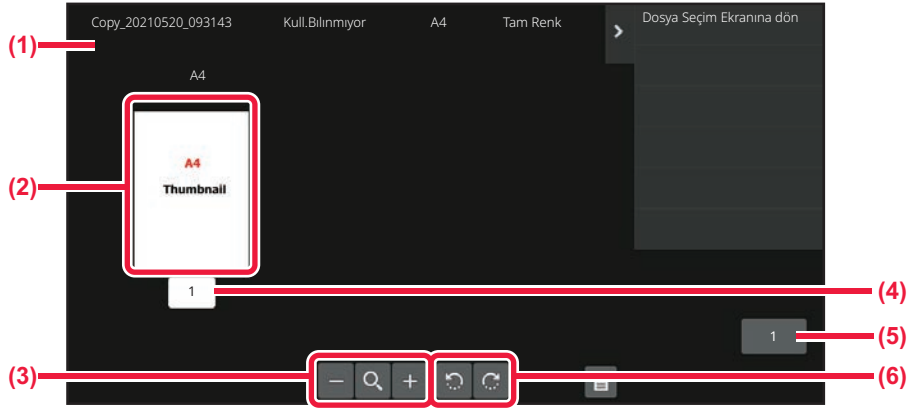 Copy_20210520_093143 Kull.Bilınmıyor A4 Tam Renk Dosya Seçim Ekranına dön
(1)
A4
A4
Thumbnail
(2)
1
(4)
1
(5)
(3)
(6)